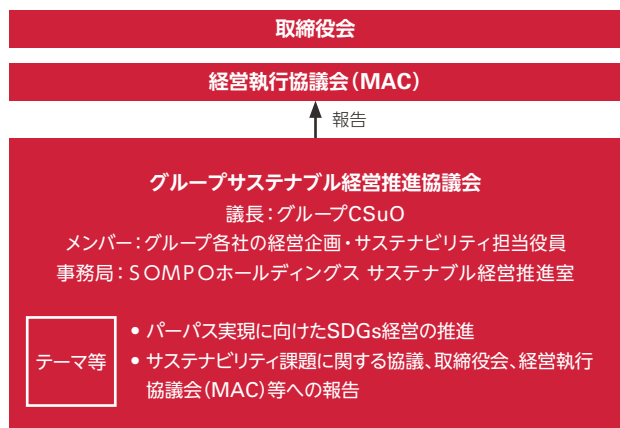 取締役会
経営執行協議会(MAC)
報告
グループサステナブル経営推進協議会
議長:グループCSuO
メンバー:グループ各社の経営企画・サステナビリティ担当役員
事務局:SOMPOホールディングス サステナブル経営推進室
テーマ等
• パーパス実現に向けたSDGs経営の推進
• サステナビリティ課題に関する協議、取締役会、経営執行
協議会(MAC)等への報告